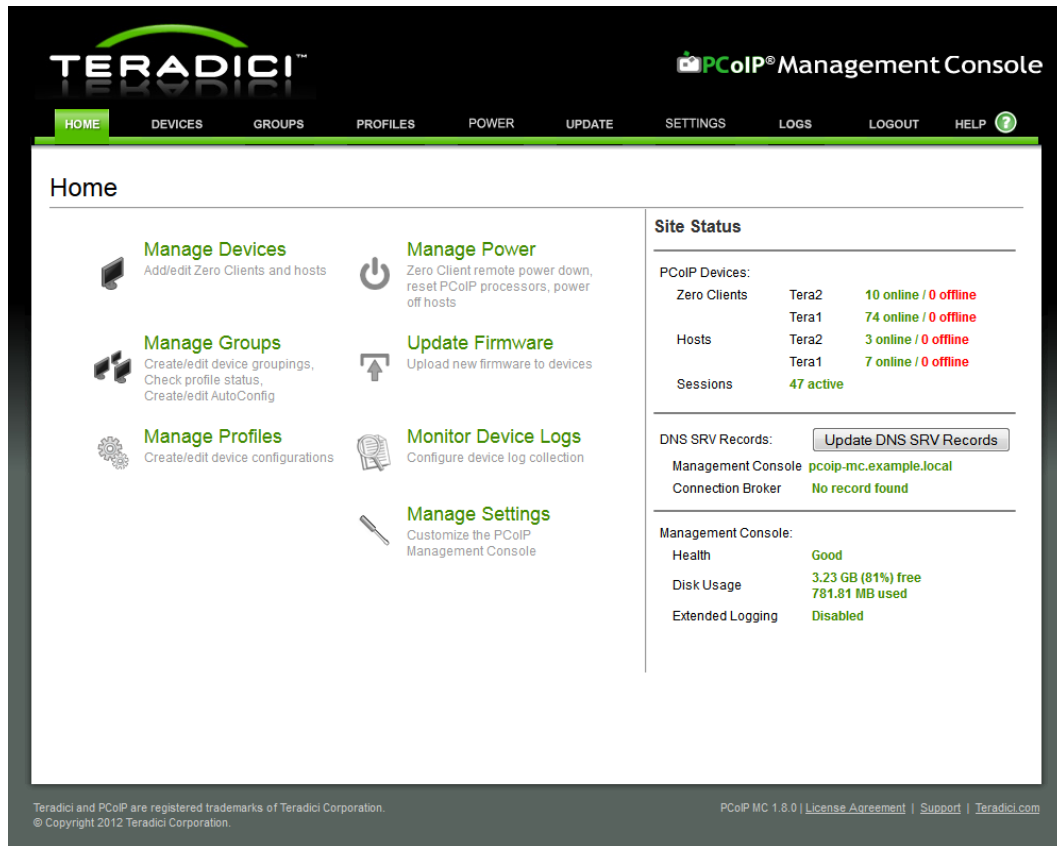 TERADICI™
PCoIP® Management Console
HOME DEVICES GROUPS PROFILES POWER UPDATE SETTINGS LOGS LOGOUT HELP ?
Home
Manage Devices
Add/edit Zero Clients and hosts
Manage Groups
Create/edit device groupings,
Check profile status,
Create/edit AutoConfig
Manage Profiles
Create/edit device configurations
Manage Power
Zero Client remote power down,
reset PCoIP processors, power
off hosts
Update Firmware
Upload new firmware to devices
Monitor Device Logs
Configure device log collection
Manage Settings
Customize the PCoIP
Management Console
Site Status
PCoIP Devices:
Zero Clients Tera2 10 online / 0 offline
Tera1 74 online / 0 offline
Hosts Tera2 3 online / 0 offline
Tera1 7 online / 0 offline
Sessions 47 active
DNS SRV Records: Update DNS SRV Records
Management Console pcoip-mc.example.local
Connection Broker No record found
Management Console:
Health Good
Disk Usage 3.23 GB (81%) free
781.81 MB used
Extended Logging Disabled
Teradici and PCoIP are registered trademarks of Teradici Corporation.
© Copyright 2012 Teradici Corporation.
PCoIP MC 1.8.0 | License Agreement | Support | Teradici.com